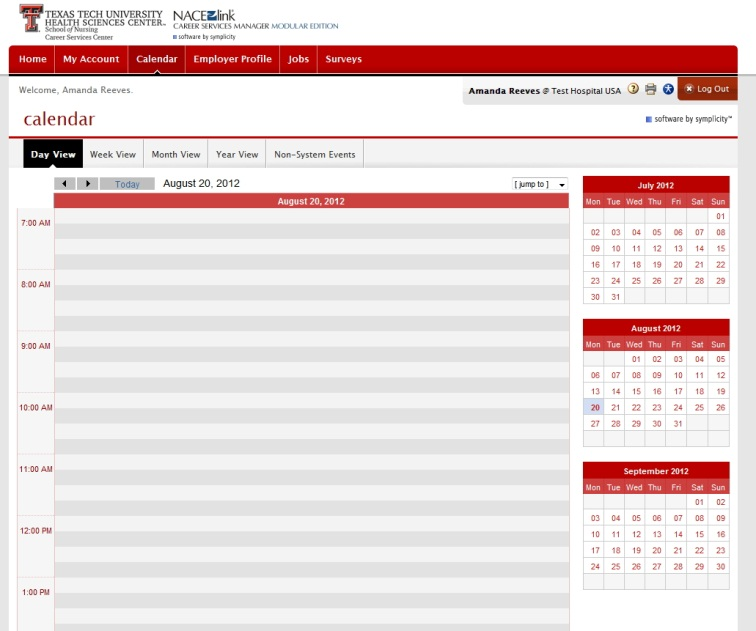 TEXAS TECH UNIVERSITY
HEALTH SCIENCES CENTER
School of Nursing
Career Services Center
NACElink
CAREER SERVICES MANAGER MODULAR EDITION
software by symplicity
Home My Account Calendar Employer Profile Jobs Surveys
Welcome, Amanda Reeves.
Amanda Reeves @ Test Hospital USA ? Log Out
calendar
software by symplicity™
Day View Week View Month View Year View Non-System Events
Today August 20, 2012 [ jump to ]
August 20, 2012
7:00 AM
8:00 AM
9:00 AM
10:00 AM
11:00 AM
12:00 PM
1:00 PM
July 2012
Mon Tue Wed Thu Fri Sat Sun
01
02 03 04 05 06 07 08
09 10 11 12 13 14 15
16 17 18 19 20 21 22
23 24 25 26 27 28 29
30 31
August 2012
Mon Tue Wed Thu Fri Sat Sun
01 02 03 04 05
06 07 08 09 10 11 12
13 14 15 16 17 18 19
20 21 22 23 24 25 26
27 28 29 30 31
September 2012
Mon Tue Wed Thu Fri Sat Sun
01 02
03 04 05 06 07 08 09
10 11 12 13 14 15 16
17 18 19 20 21 22 23
24 25 26 27 28 29 30